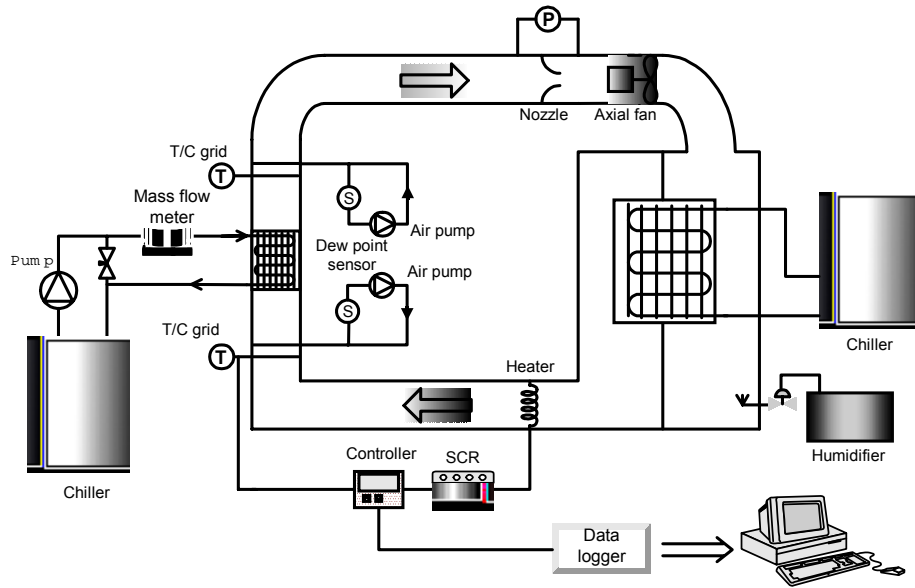 P
Nozzle
Axial fan
T/C grid
T
Mass flow
meter
S
Air pump
Dew point
sensor
Air pump
Pump
S
T/C grid
T
Chiller
Heater
Chiller
Controller
SCR
Humidifier
Data
logger